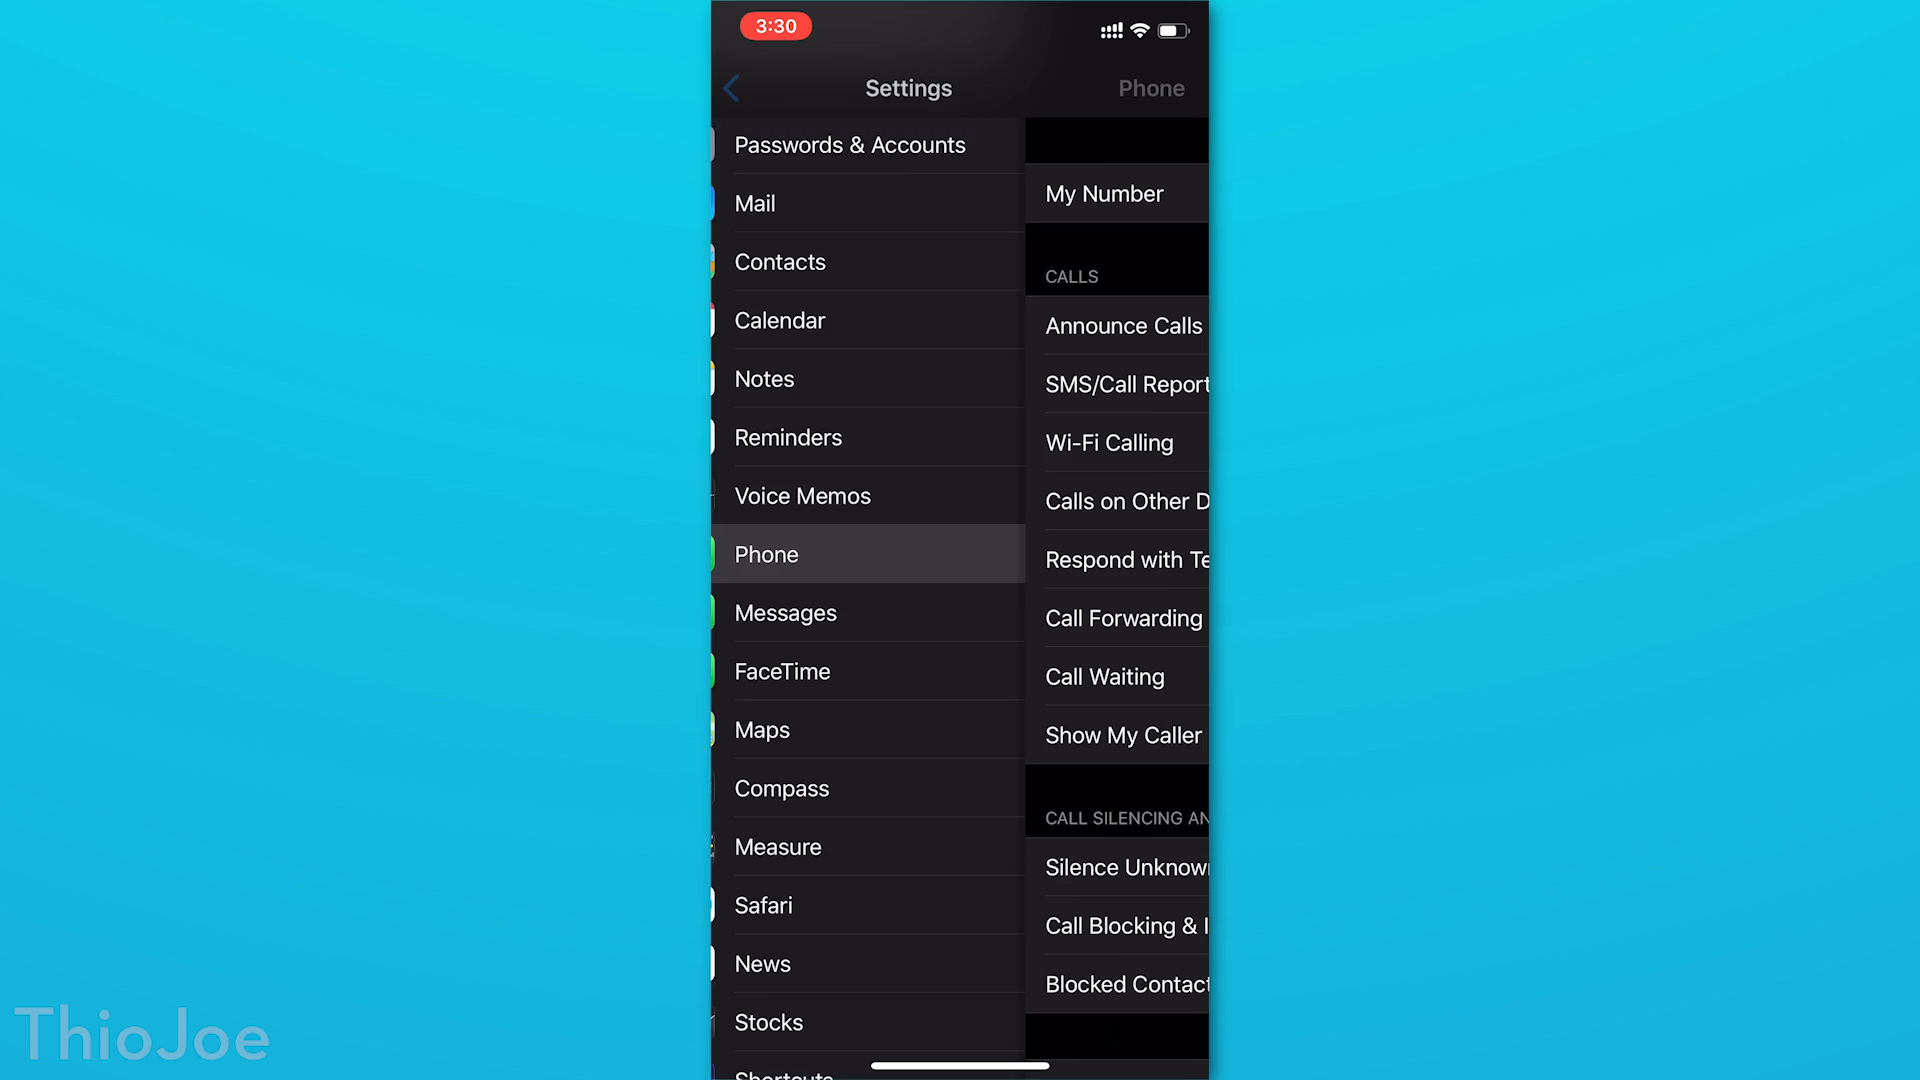 3:30
Settings
Phone
Passwords & Accounts
Mail
Contacts
Calendar
Notes
Reminders
Voice Memos
Phone
Messages
FaceTime
Maps
Compass
Measure
Safari
News
Stocks
Shortcuts
My Number
CALLS
Announce Calls
SMS/Call Report
Wi-Fi Calling
Calls on Other D
Respond with Te
Call Forwarding
Call Waiting
Show My Caller
CALL SILENCING AN
Silence Unknow
Call Blocking & I
Blocked Contact
ThioJoe